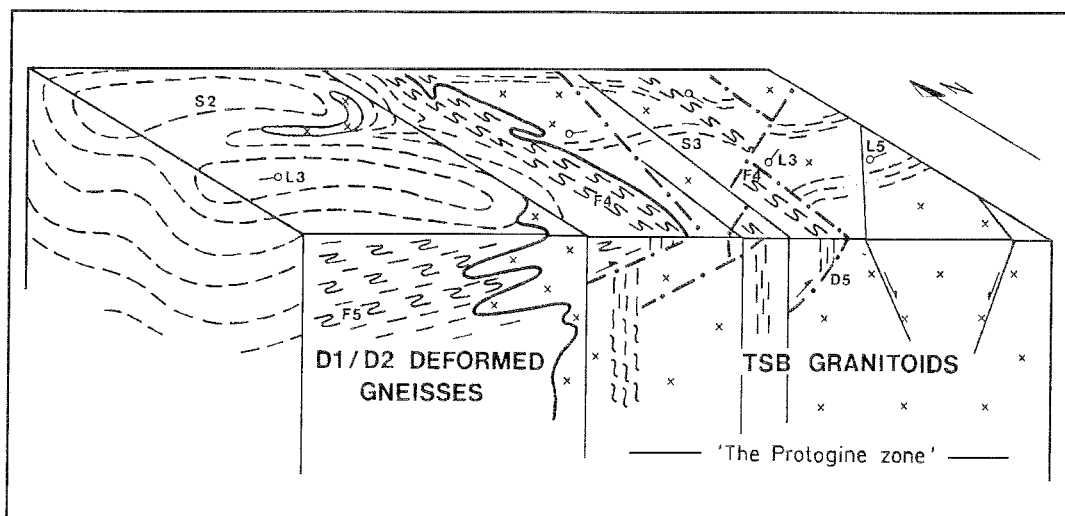 S2
L3
F4
S3
L3
F4
L5
N
F5
D5
D1/D2 DEFORMED
GNEISSES
TSB GRANITOIDS
'The Protogine zone'